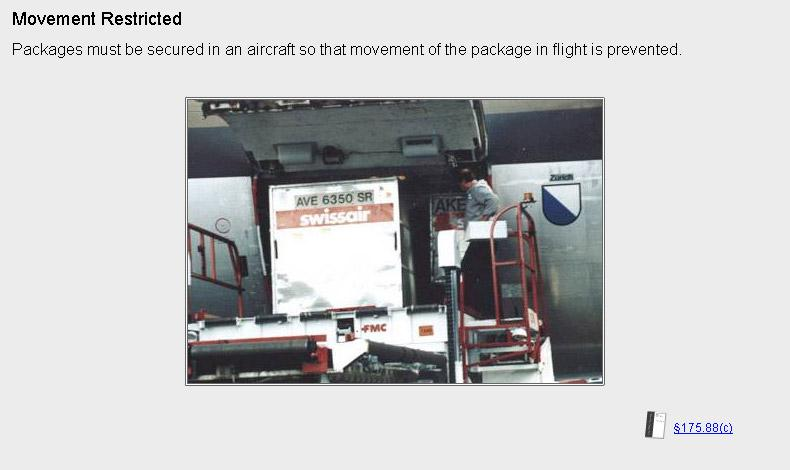 Movement Restricted
Packages must be secured in an aircraft so that movement of the package in flight is prevented.
AVE 6350 SR
swissair
AKE
Zürich
FMC
§175.88(c)